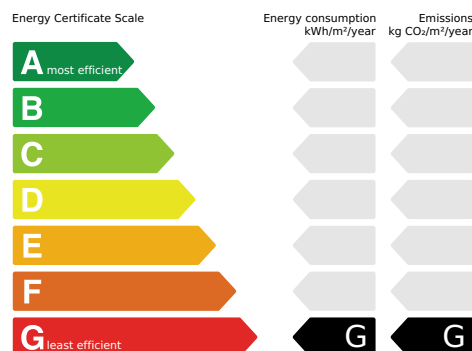 Energy Certificate Scale
Energy consumption
kWh/m²/year
Emissions
kg CO₂/m²/year
A most efficient
B
C
D
E
F
G least efficient
G
G